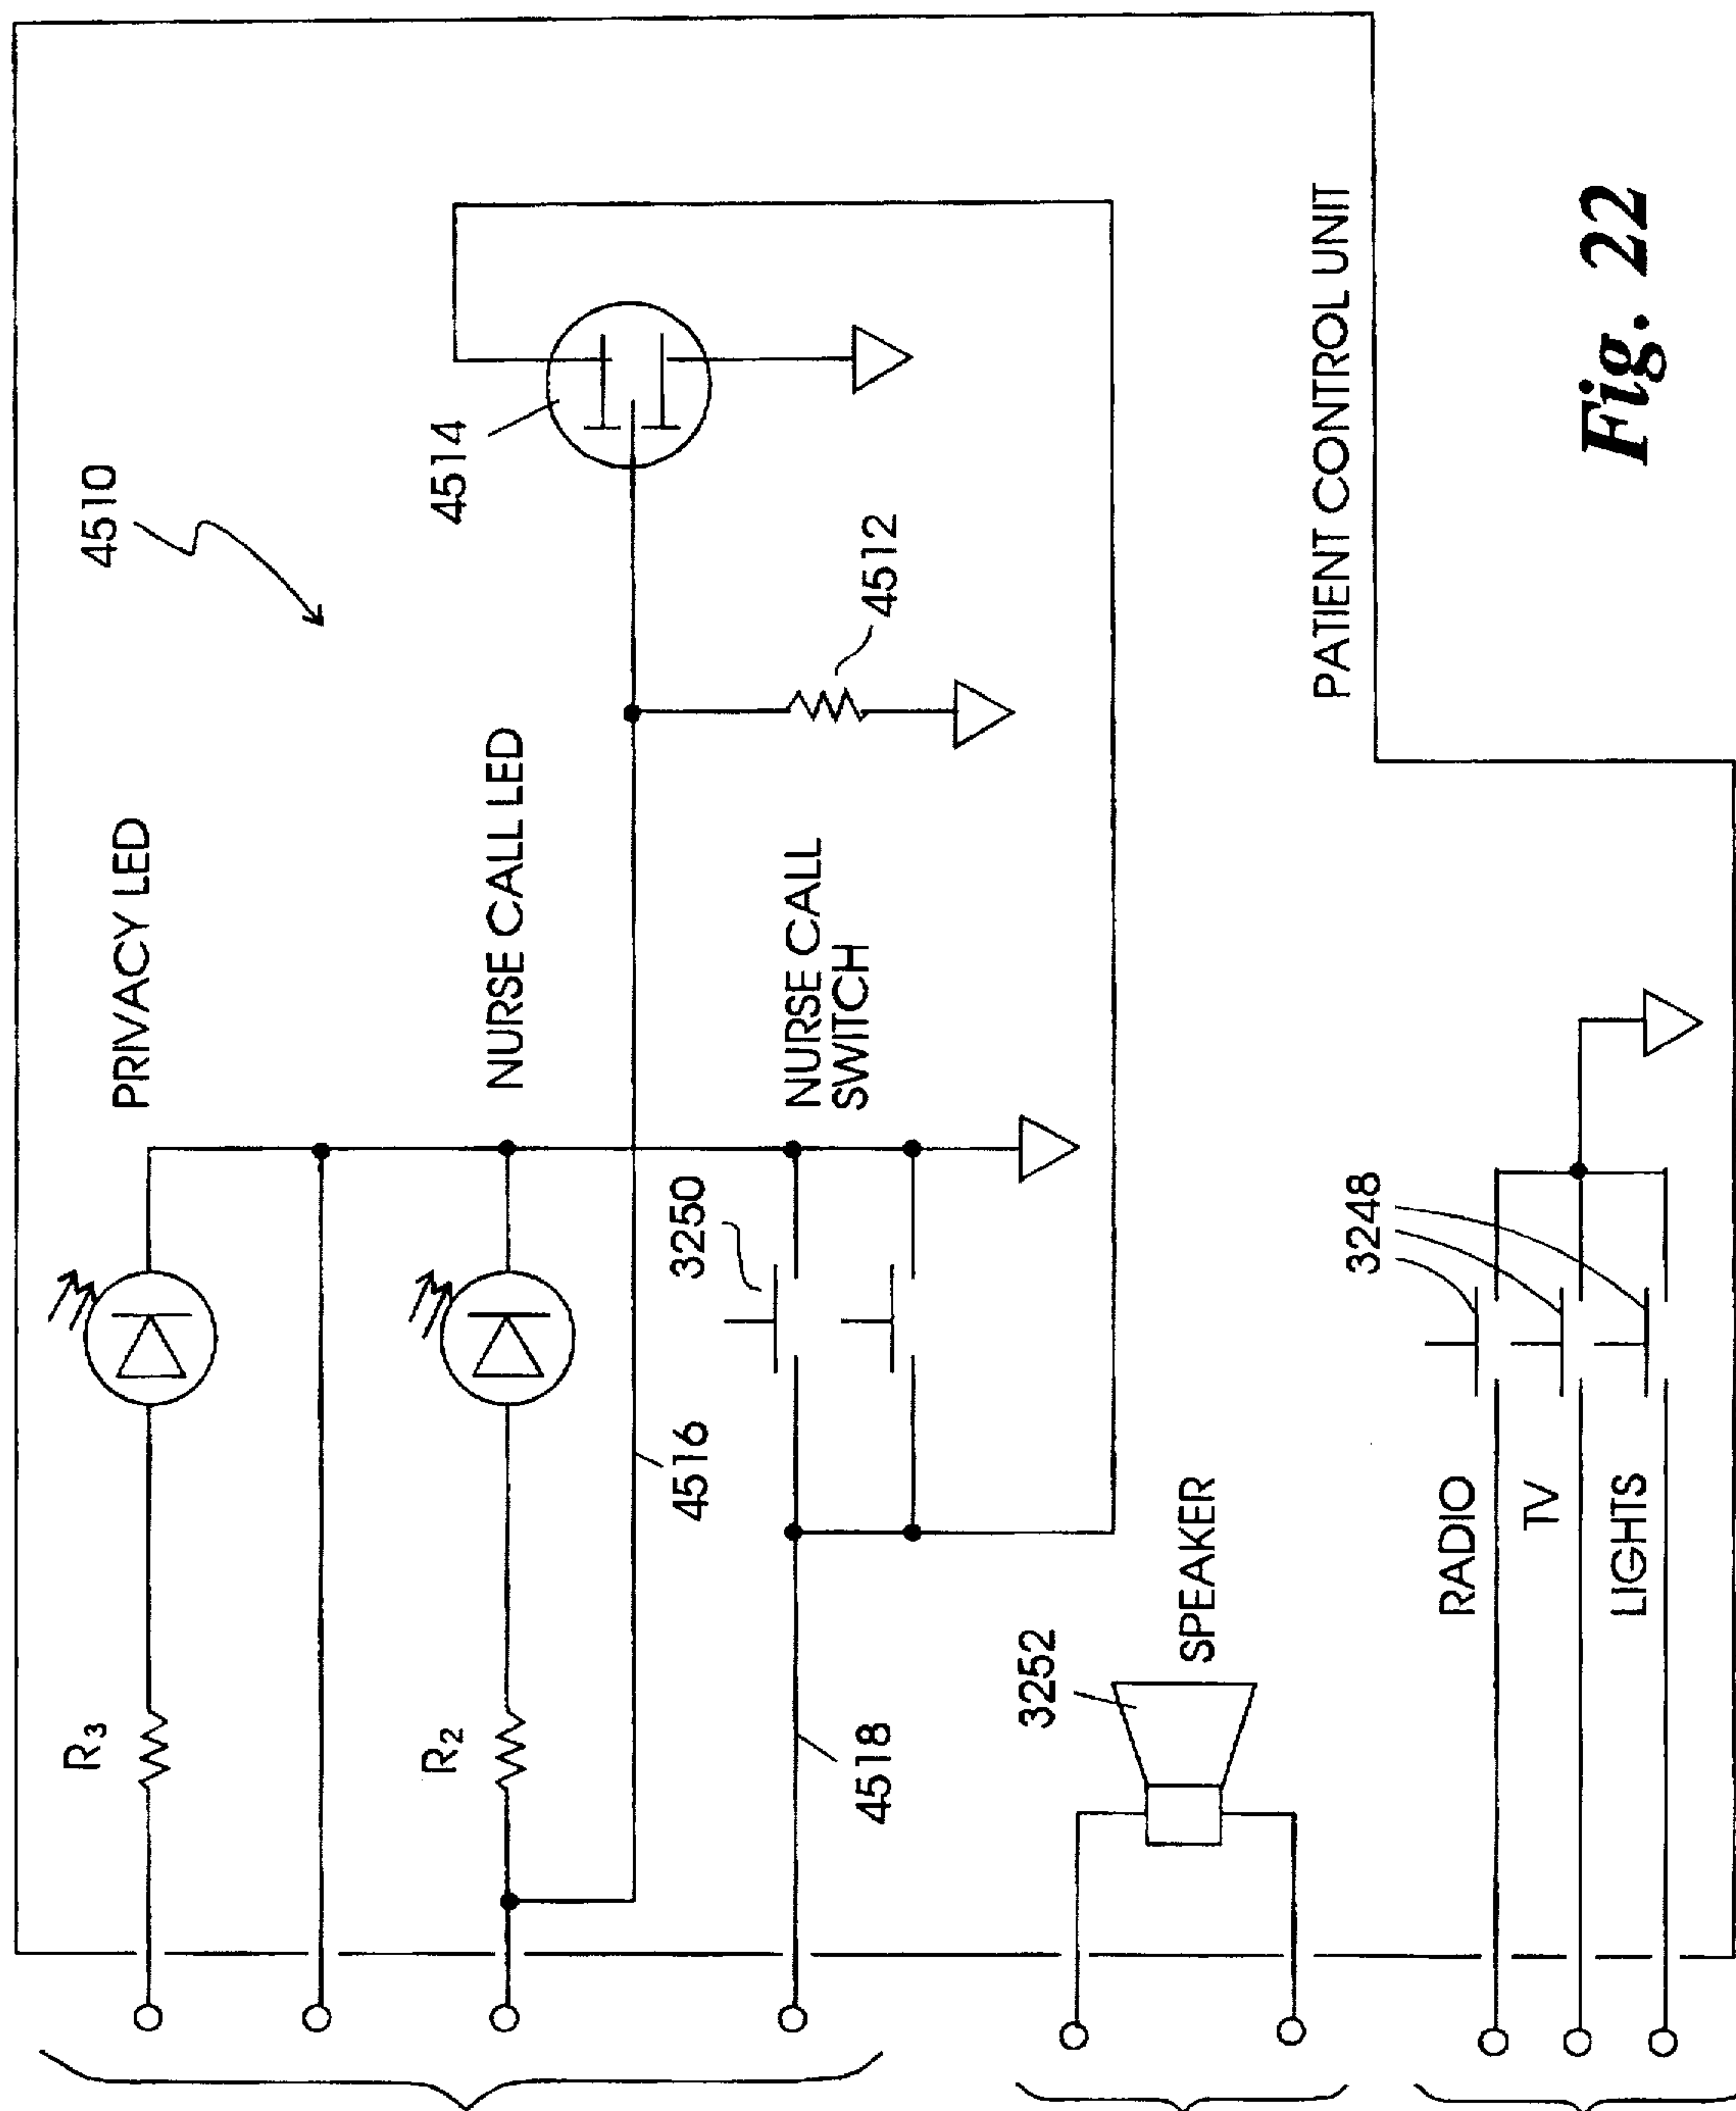 4510
PRIVACY LED
R3
4514
NURSE CALL LED
R2
4512
4516
3250
NURSE CALL
SWITCH
4518
3252
SPEAKER
PATIENT CONTROL UNIT
3248
RADIO
TV
LIGHTS
Fig. 22